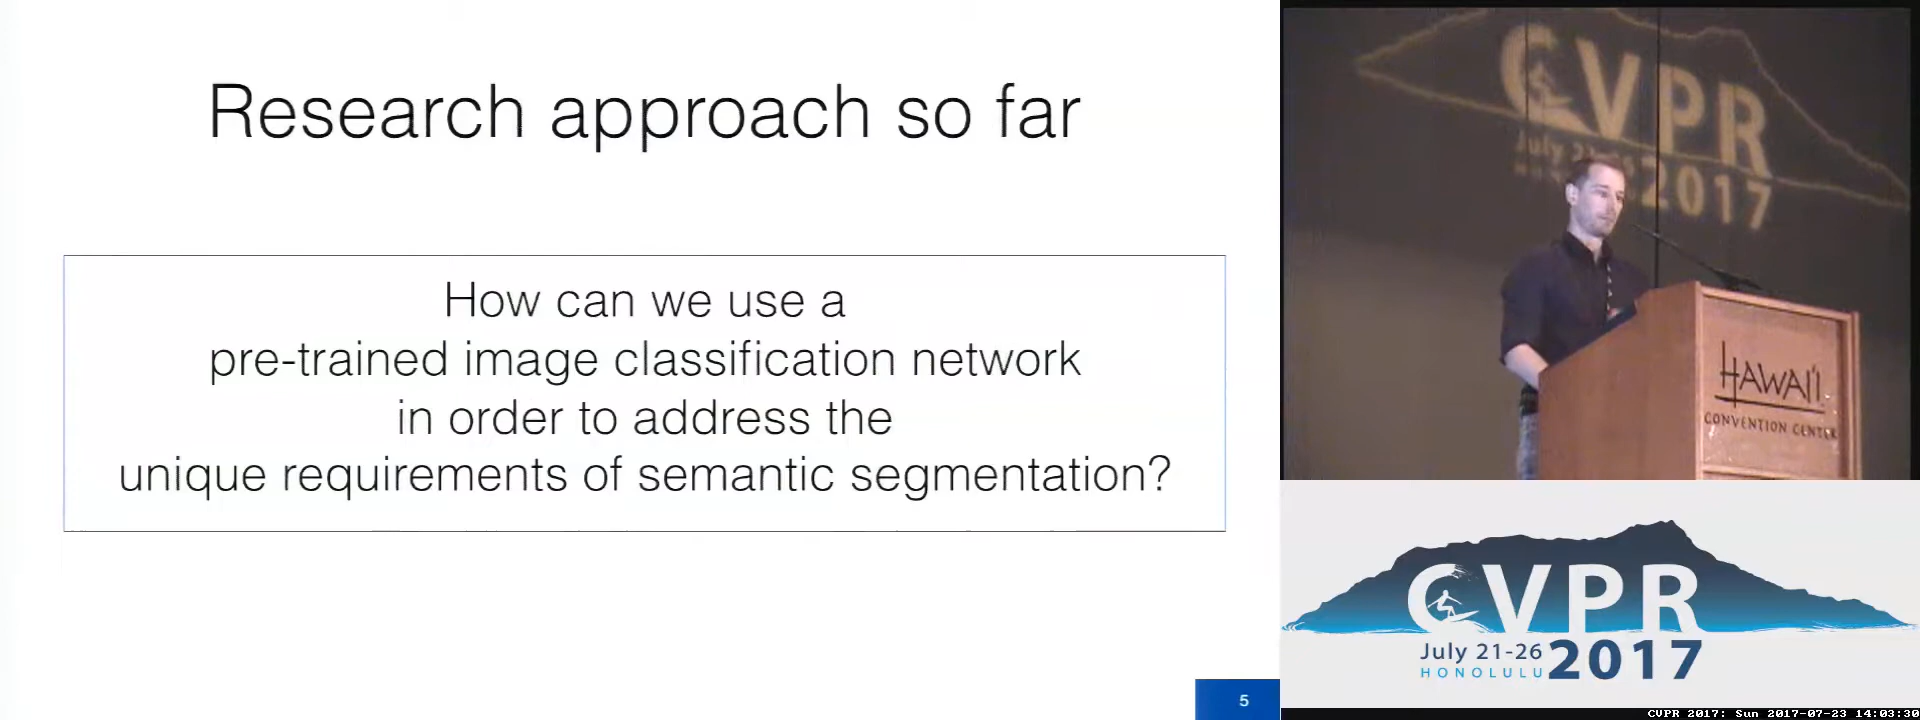 Research approach so far
How can we use a
pre-trained image classification network
in order to address the
unique requirements of semantic segmentation?
5
CVPR
July
2017
HAWAI'I
CONVENTION CENTER
CVPR
July 21-26
HONOLULU
2017
CVPR 2017: Sun 2017-07-23 14:03:30